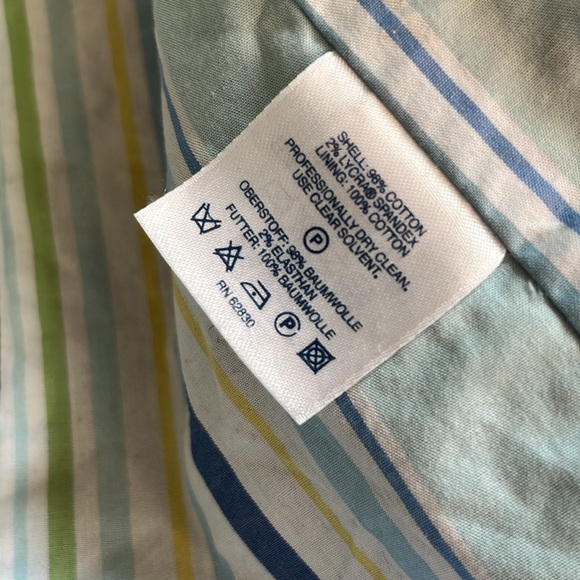 SHELL: 98% COTTON
2% LYCRA® SPANDEX
LINING: 100% COTTON
PROFESSIONALLY DRY CLEAN.
USE CLEAN SOLVENT.
P
OBERSTOFF: 98% BAUMWOLLE
2% ELASTHAN
FUTTER: 100% BAUMWOLLE
P
RN 62830